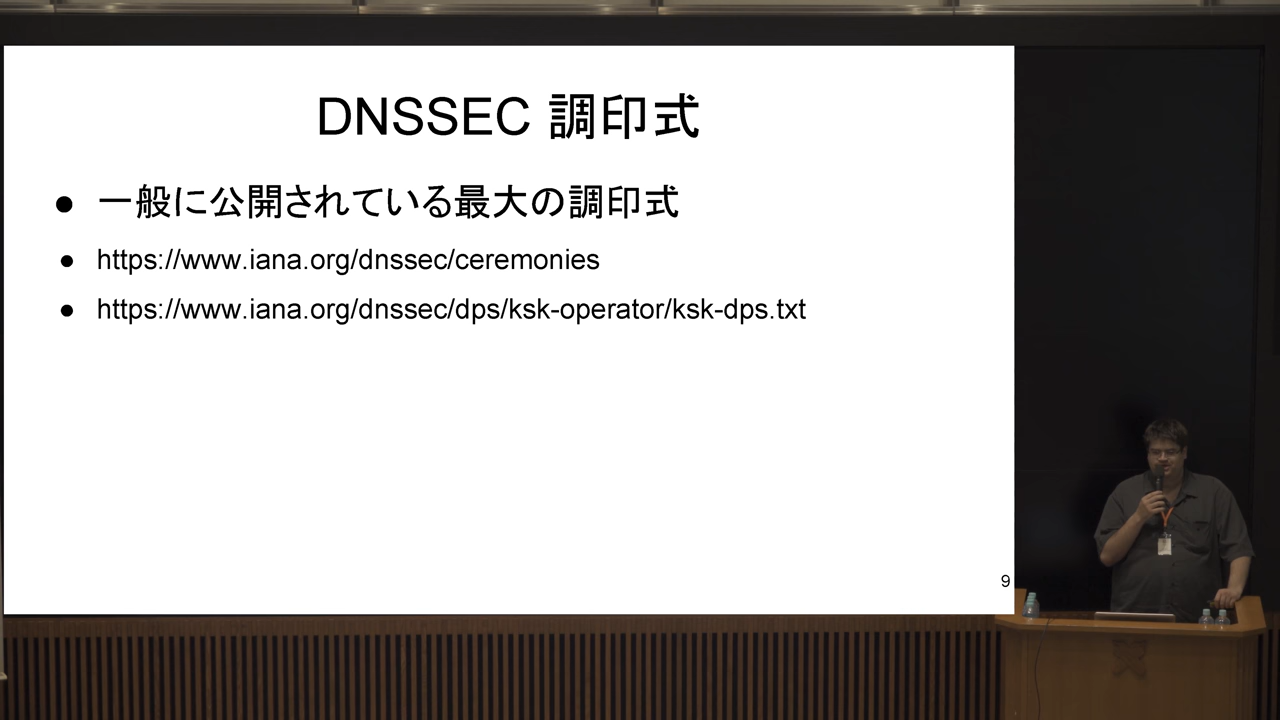 DNSSEC 調印式
● 一般に公開されている最大の調印式
● https://www.iana.org/dnssec/ceremonies
● https://www.iana.org/dnssec/dps/ksk-operator/ksk-dps.txt
9